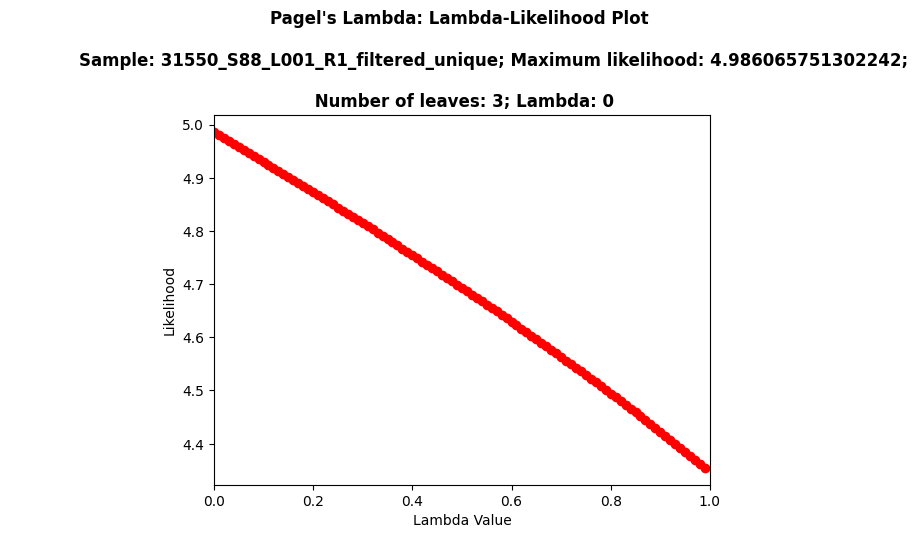 Pagel's Lambda: Lambda-Likelihood Plot
Sample: 31550_S88_L001_R1_filtered_unique; Maximum likelihood: 4.986065751302242;
Number of leaves: 3; Lambda: 0
5.0
4.9
4.8
4.7
4.6
4.5
4.4
Likelihood
0.0 0.2 0.4 0.6 0.8 1.0
Lambda Value